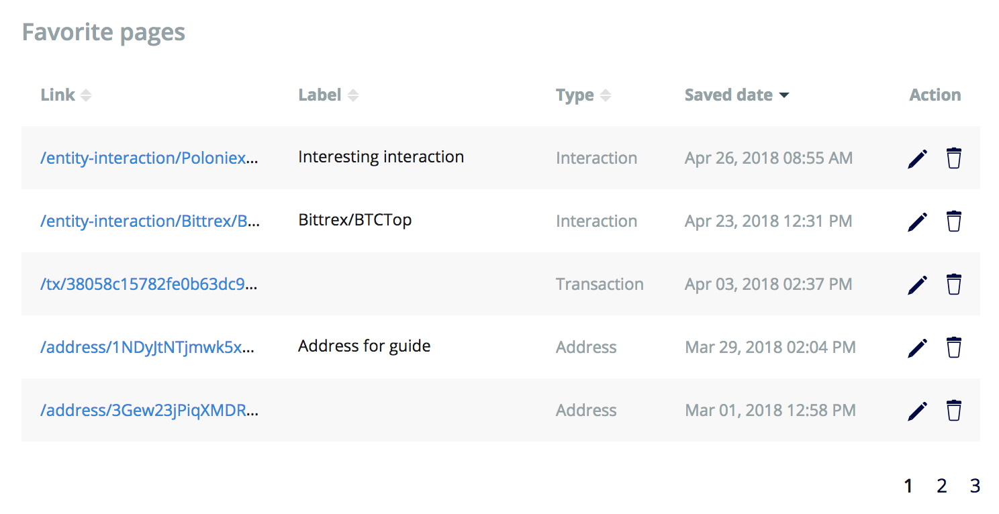 Favorite pages
Link Label Type Saved date Action
/entity-interaction/Poloniex... Interesting interaction Interaction Apr 26, 2018 08:55 AM
/entity-interaction/Bittrex/B... Bittrex/BTCTop Interaction Apr 23, 2018 12:31 PM
/tx/38058c15782fe0b63dc9... Transaction Apr 03, 2018 02:37 PM
/address/1NDyJtNTjmwk5x... Address for guide Address Mar 29, 2018 02:04 PM
/address/3Gew23jPiqXMDR... Address Mar 01, 2018 12:58 PM
1 2 3